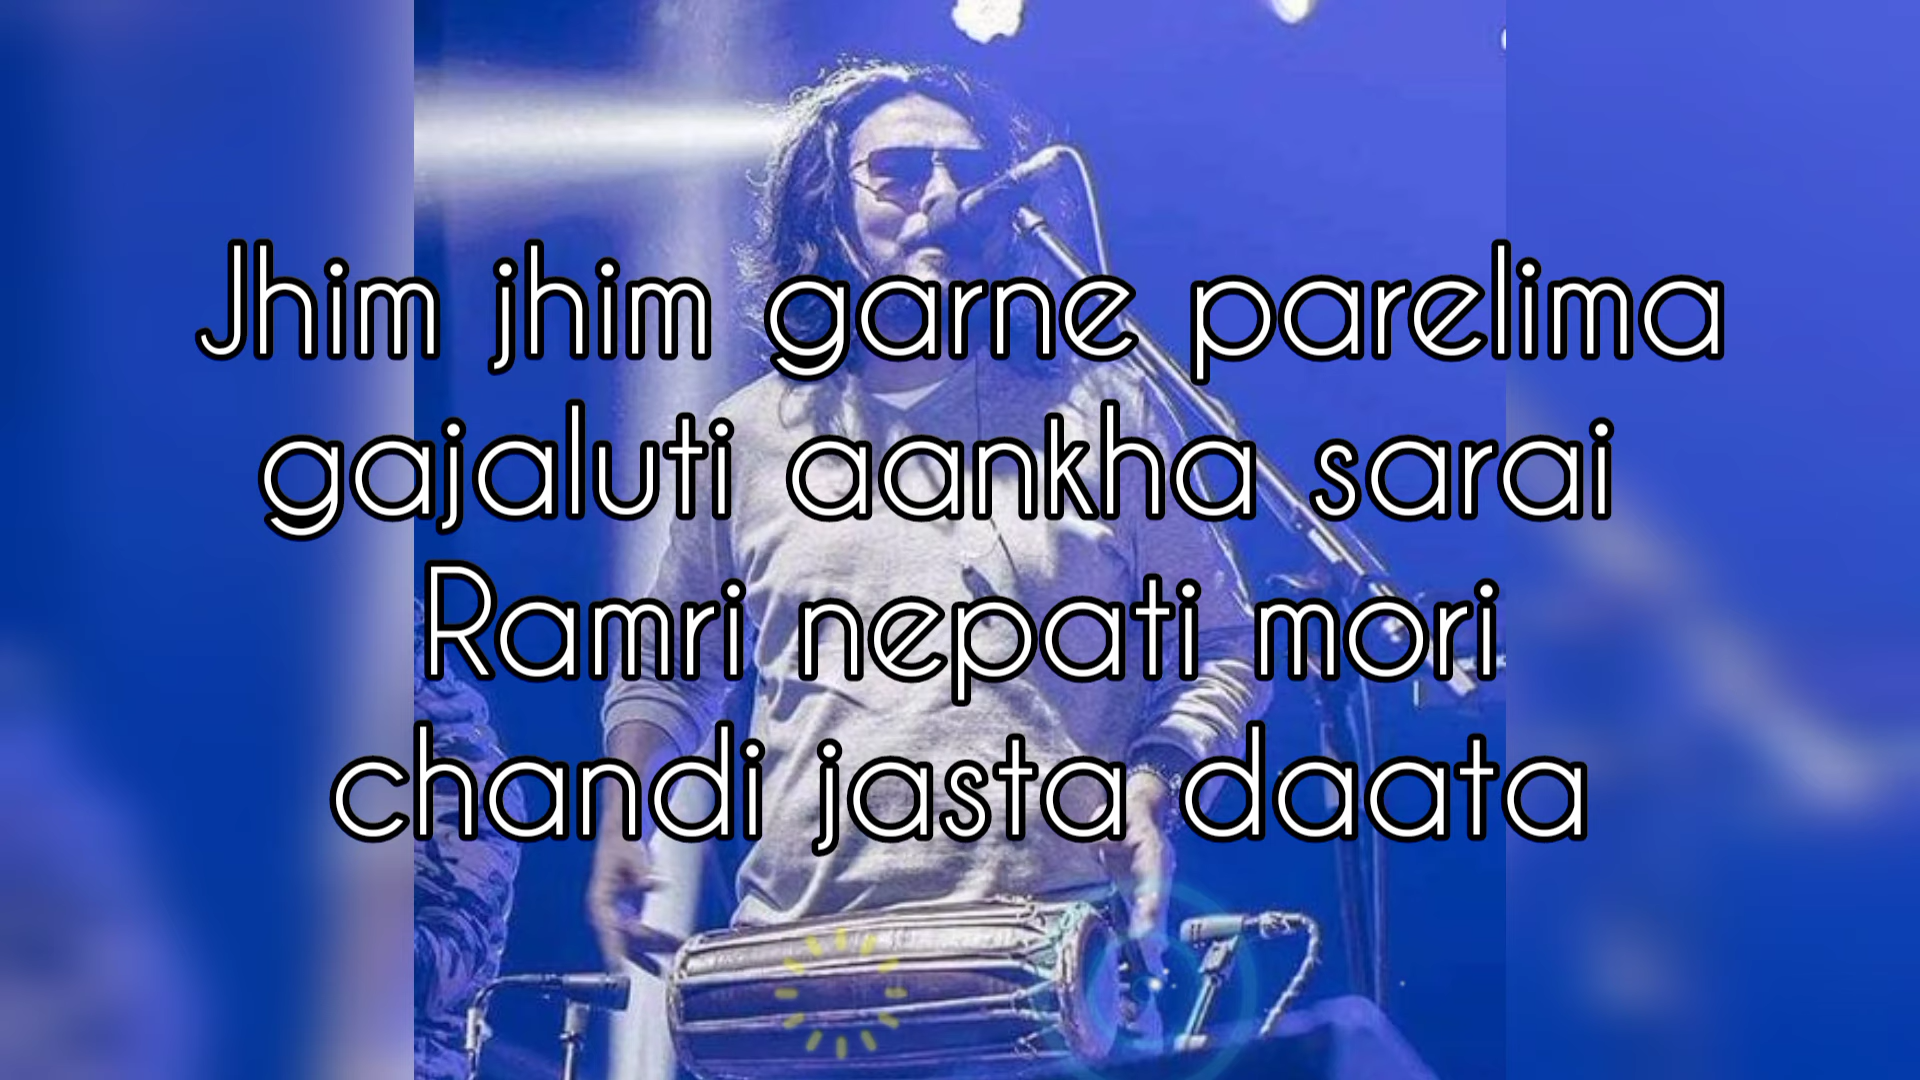 Jhim jhim garne parelima
gajaluti aankha sarai
Ramri nepati mori
chandi jasta daata